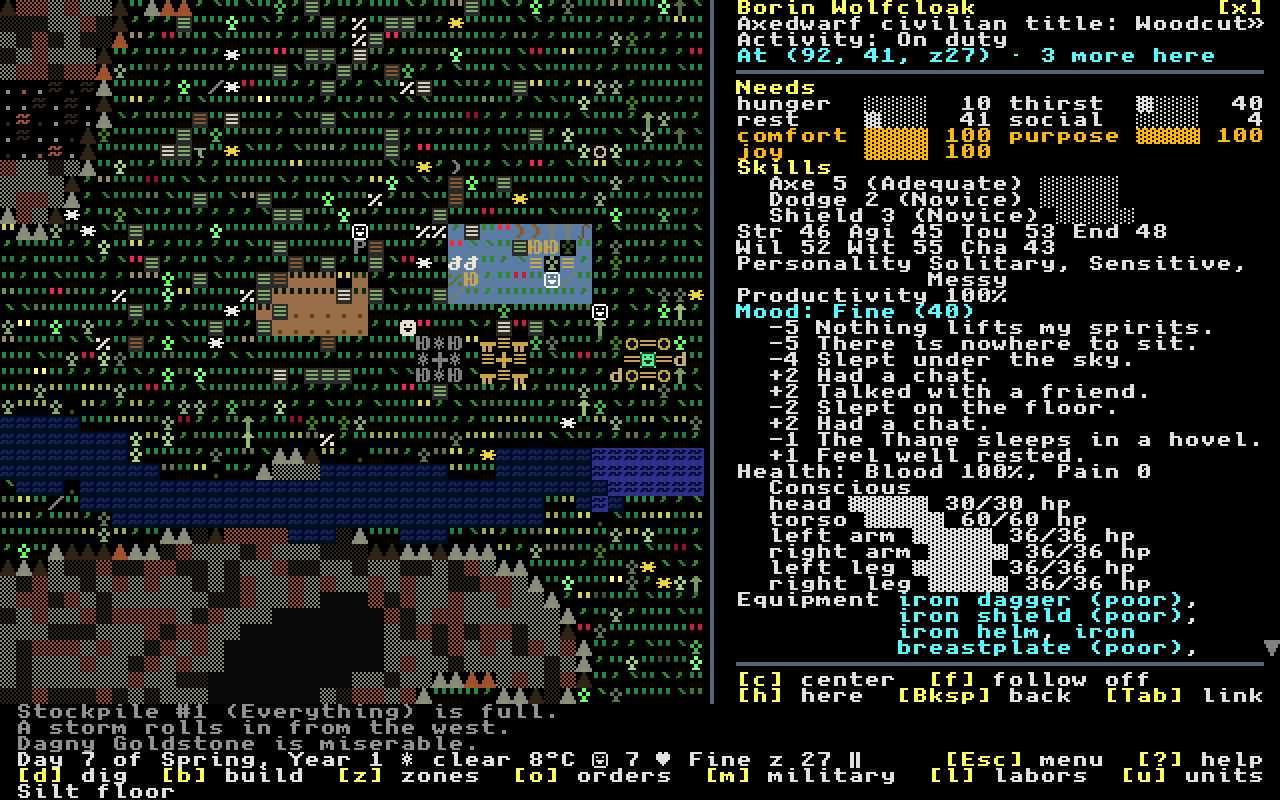 Borin Wolfcloak [x]
Axedwarf civilian title: Woodcut»
Activity: On duty
At (92, 41, z27) · 3 more here
Needs
hunger 10 thirst 40
rest 41 social 4
comfort 100 purpose 100
joy 100
Skills
Axe 5 (Adequate)
Dodge 2 (Novice)
Shield 3 (Novice)
Str 46 Agi 45 Tou 53 End 48
Wil 52 Wit 55 Cha 43
Personality Solitary, Sensitive,
Messy
Productivity 100%
Mood: Fine (40)
-5 Nothing lifts my spirits.
-5 There is nowhere to sit.
-4 Slept under the sky.
+2 Had a chat.
+2 Talked with a friend.
-2 Slept on the floor.
+2 Had a chat.
-1 The Thane sleeps in a hovel.
+1 Feel well rested.
Health: Blood 100%, Pain 0
Conscious
head 30/30 hp
torso 60/60 hp
left arm 36/36 hp
right arm 36/36 hp
left leg 36/36 hp
right leg 36/36 hp
Equipment iron dagger (poor),
iron shield (poor),
iron helm, iron
breastplate (poor),
[c] center [f] follow off
[h] here [Bksp] back [Tab] link
Stockpile #1 (Everything) is full.
A storm rolls in from the west.
Dagny Goldstone is miserable.
Day 7 of Spring, Year 1 * clear 8°C ☺ 7 ♥ Fine z 27 ‖ [Esc] menu [?] help
[d] dig [b] build [z] zones [o] orders [m] military [l] labors [u] units
Silt floor